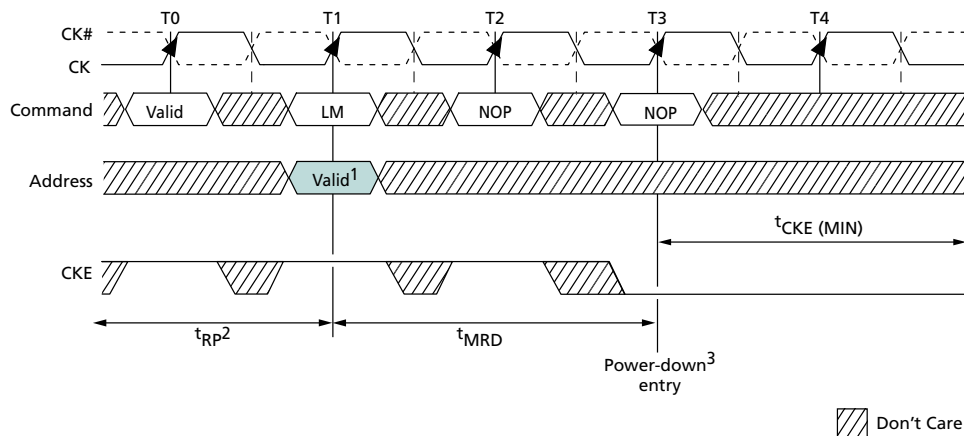 T0 T1 T2 T3 T4
CK#
CK
Command Valid LM NOP NOP
Address Valid1
tCKE (MIN)
CKE
tRP2 tMRD
Power-down3
entry
Don't Care